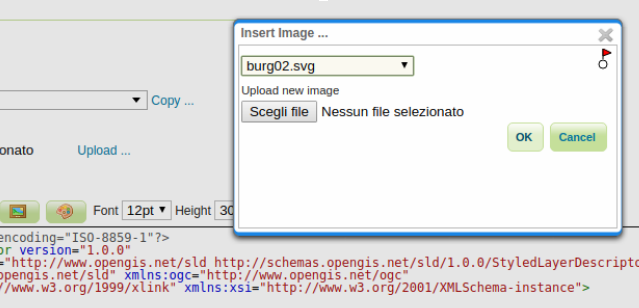 Insert Image ...
burg02.svg
Upload new image
Scegli file Nessun file selezionato
OK Cancel
Copy ...
onato Upload ...
Font 12pt Height 30
encoding="ISO-8859-1"?>
or version="1.0.0"
="http://www.opengis.net/sld http://schemas.opengis.net/sld/1.0.0/StyledLayerDescripto
opengis.net/sld" xmlns:ogc="http://www.opengis.net/ogc"
//www.w3.org/1999/xlink" xmlns:xsi="http://www.w3.org/2001/XMLSchema-instance">